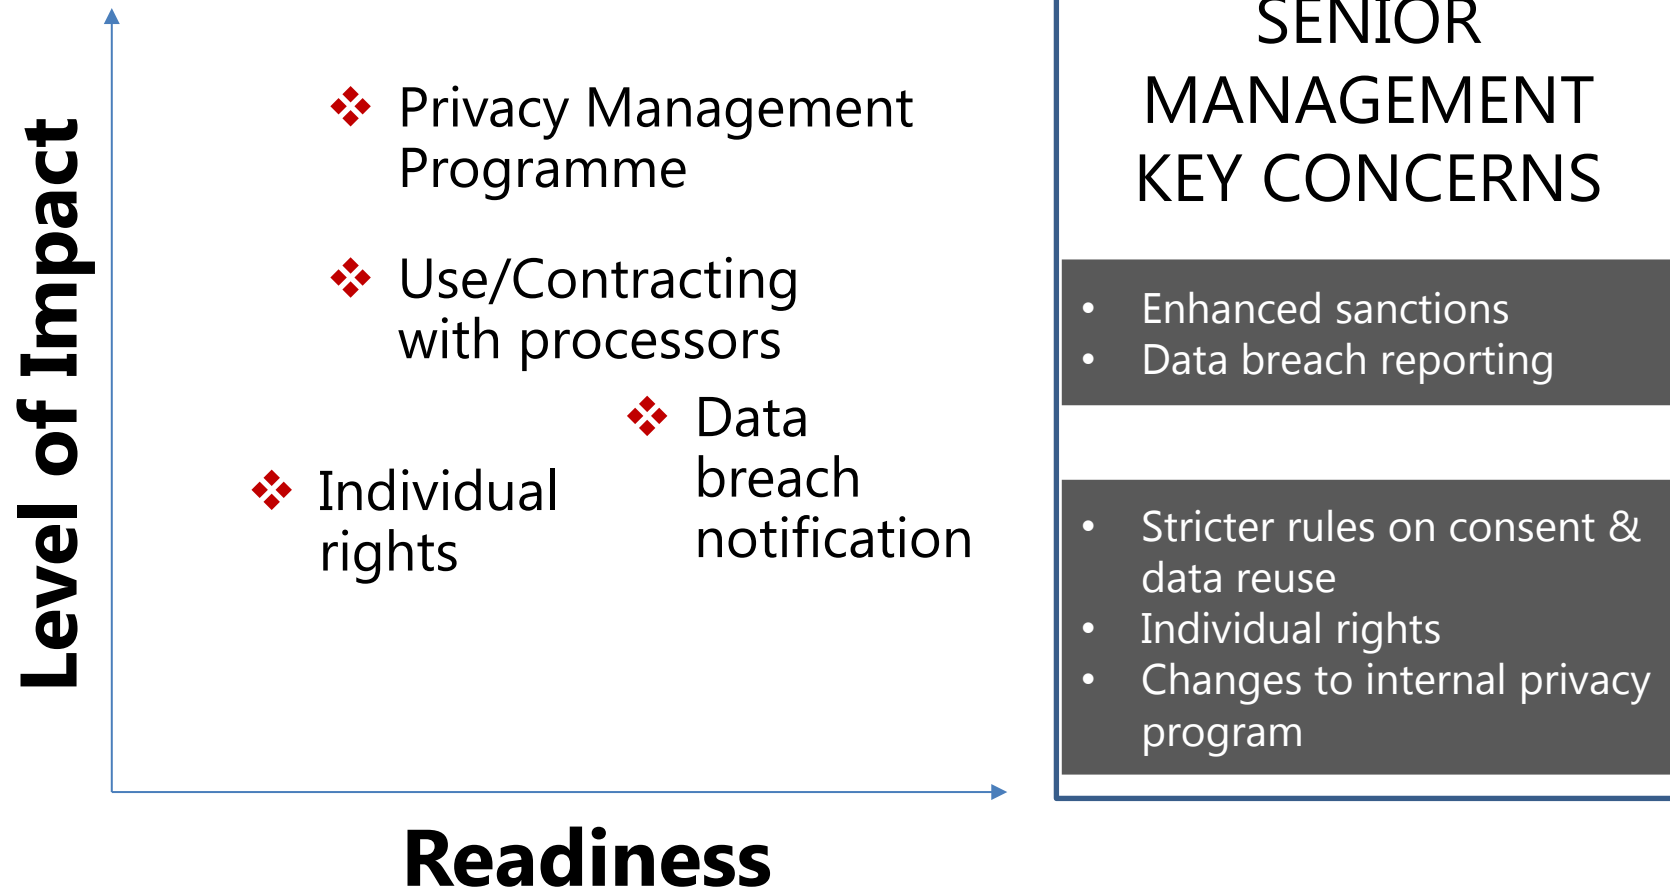 Level of Impact
❖ Privacy Management
Programme
❖ Use/Contracting
with processors
❖ Data
breach
notification
❖ Individual
rights
Readiness
SENIOR
MANAGEMENT
KEY CONCERNS
• Enhanced sanctions
• Data breach reporting
• Stricter rules on consent &
data reuse
• Individual rights
• Changes to internal privacy
program